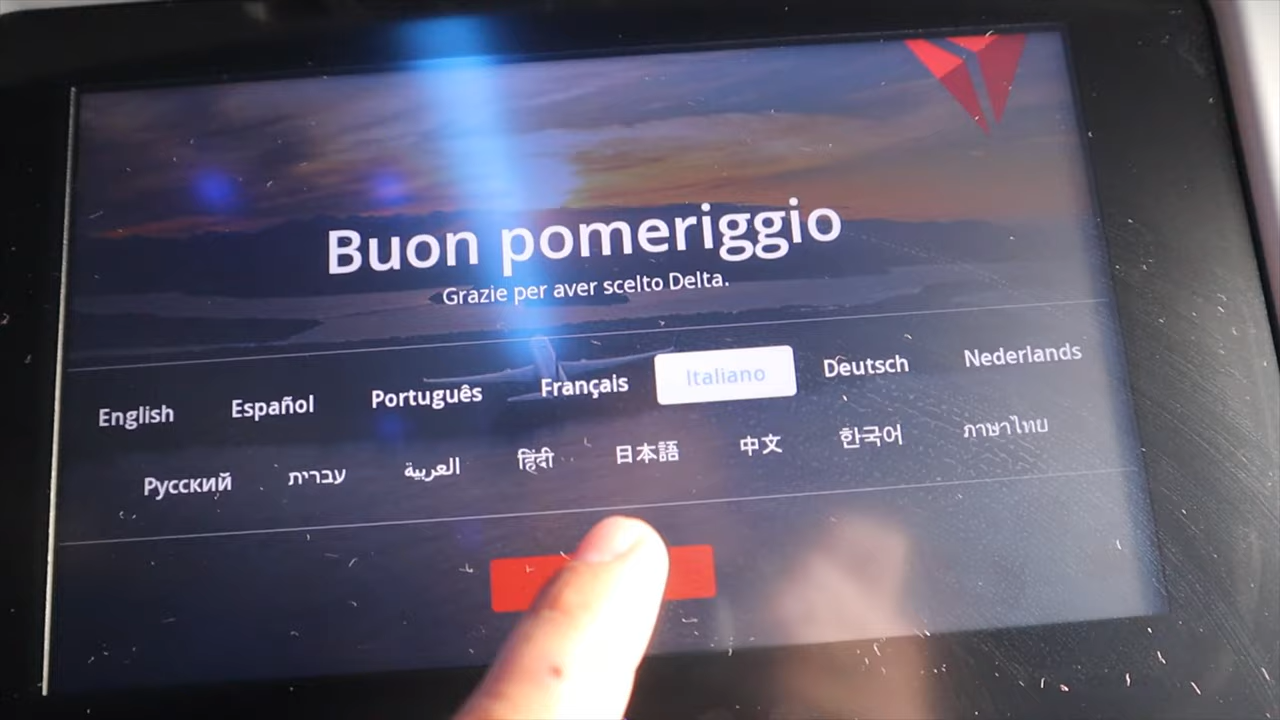 Buon pomeriggio
Grazie per aver scelto Delta.
English Español Português Français Italiano Deutsch Nederlands
Русский עברית العربية हिंदी 日本語 中文 한국어 ภาษาไทย